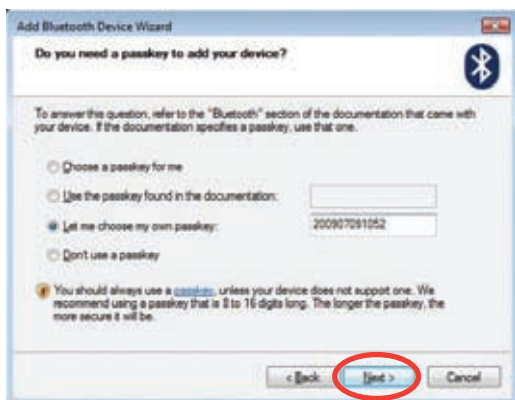 Add Bluetooth Device Wizard
Do you need a passkey to add your device?
To answer this question, refer to the "Bluetooth" section of the documentation that came with
your device. If the documentation specifies a passkey, use that one.
Choose a passkey for me
Use the passkey found in the documentation:
Let me choose my own passkey: 200907091052
Don't use a passkey
You should always use a passkey, unless your device does not support one. We
recommend using a passkey that is 8 to 16 digits long. The longer the passkey, the
more secure it will be.
< Back Next > Cancel